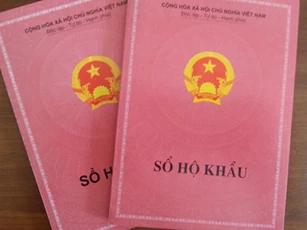 CỘNG HÒA XÃ HỘI CHỦ NGHĨA VIỆT NAM
Độc lập - Tự do - Hạnh phúc
SỔ H
CỘNG HÒA XÃ HỘI CHỦ NGHĨA VIỆT NAM
Độc lập - Tự do - Hạnh phúc
SỔ HỘ KHẨU